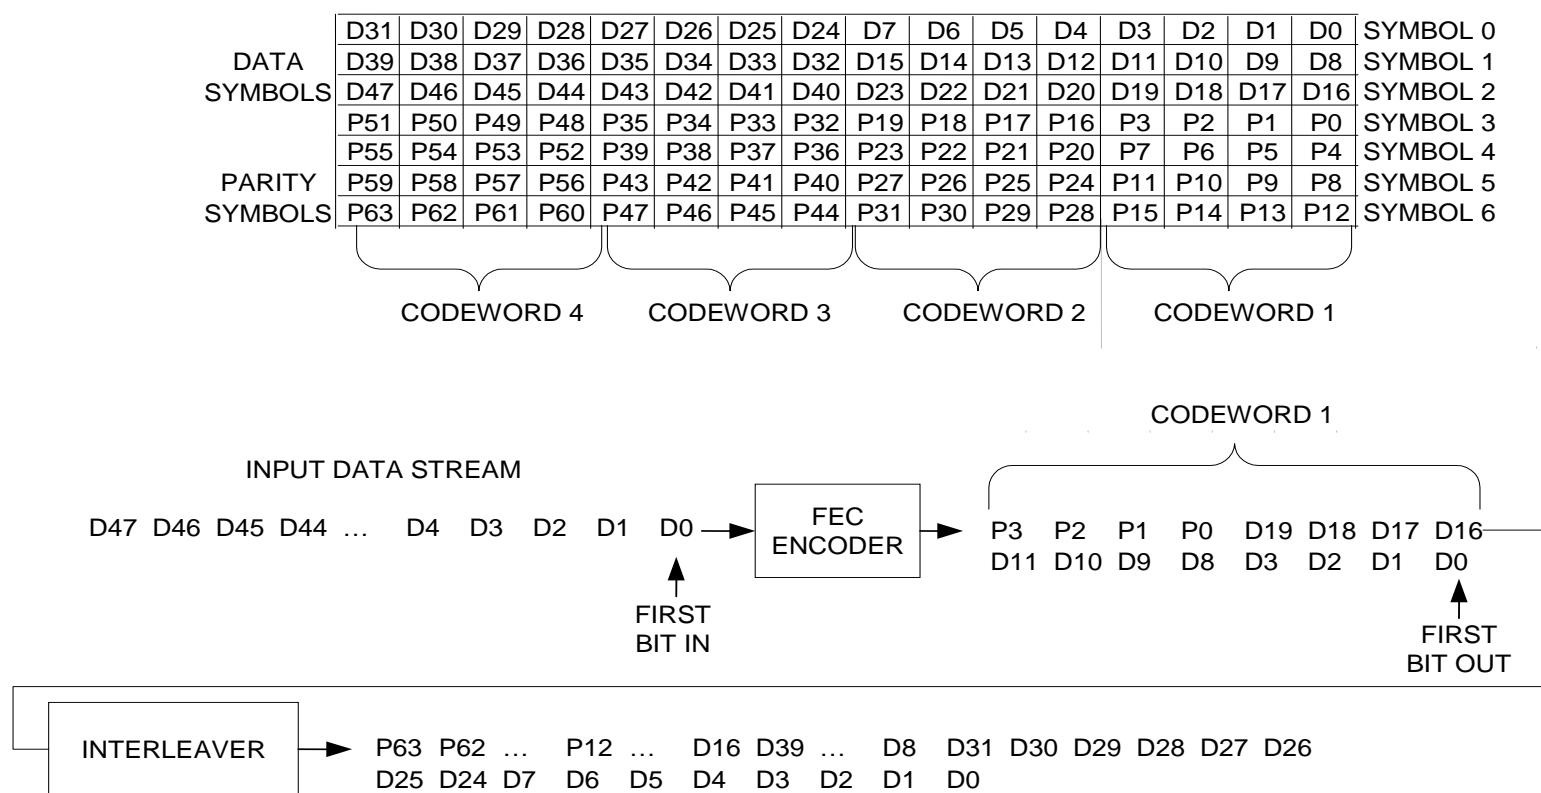 D31 D30 D29 D28 D27 D26 D25 D24 D7 D6 D5 D4 D3 D2 D1 D0 SYMBOL 0
DATA D39 D38 D37 D36 D35 D34 D33 D32 D15 D14 D13 D12 D11 D10 D9 D8 SYMBOL 1
SYMBOLS D47 D46 D45 D44 D43 D42 D41 D40 D23 D22 D21 D20 D19 D18 D17 D16 SYMBOL 2
P51 P50 P49 P48 P35 P34 P33 P32 P19 P18 P17 P16 P3 P2 P1 P0 SYMBOL 3
P55 P54 P53 P52 P39 P38 P37 P36 P23 P22 P21 P20 P7 P6 P5 P4 SYMBOL 4
PARITY P59 P58 P57 P56 P43 P42 P41 P40 P27 P26 P25 P24 P11 P10 P9 P8 SYMBOL 5
SYMBOLS P63 P62 P61 P60 P47 P46 P45 P44 P31 P30 P29 P28 P15 P14 P13 P12 SYMBOL 6
CODEWORD 4 CODEWORD 3 CODEWORD 2 CODEWORD 1
CODEWORD 1
INPUT DATA STREAM
D47 D46 D45 D44 ... D4 D3 D2 D1 D0
FIRST
BIT IN
FEC
ENCODER
P3 P2 P1 P0 D19 D18 D17 D16
D11 D10 D9 D8 D3 D2 D1 D0
FIRST
BIT OUT
INTERLEAVER
P63 P62 ... P12 ... D16 D39 ... D8 D31 D30 D29 D28 D27 D26
D25 D24 D7 D6 D5 D4 D3 D2 D1 D0